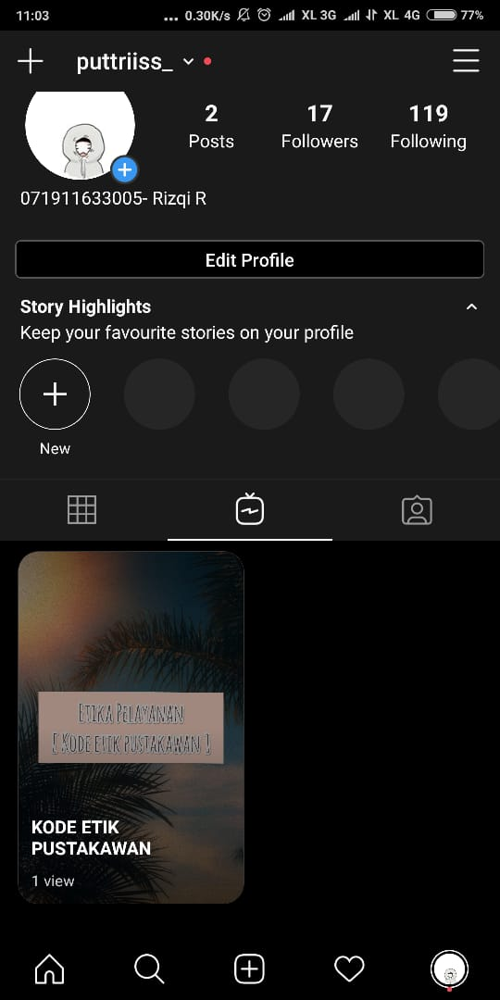 11:03
... 0.30K/s XL 3G XL 4G 77%
puttriiss_
2 17 119
Posts Followers Following
071911633005- Rizqi R
Edit Profile
Story Highlights
Keep your favourite stories on your profile
New
ETIKA PELAYANAN
[ KODE ETIK PUSTAKAWAN ]
KODE ETIK
PUSTAKAWAN
1 view